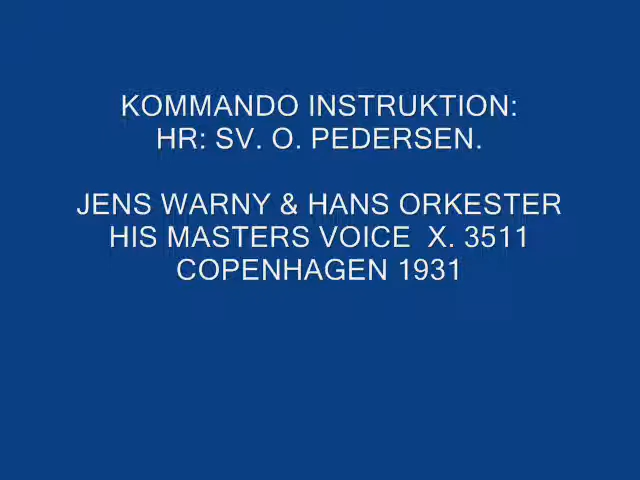 KOMMANDO INSTRUKTION:
HR: SV. O. PEDERSEN.
JENS WARNY & HANS ORKESTER
HIS MASTERS VOICE  X. 3511
COPENHAGEN 1931